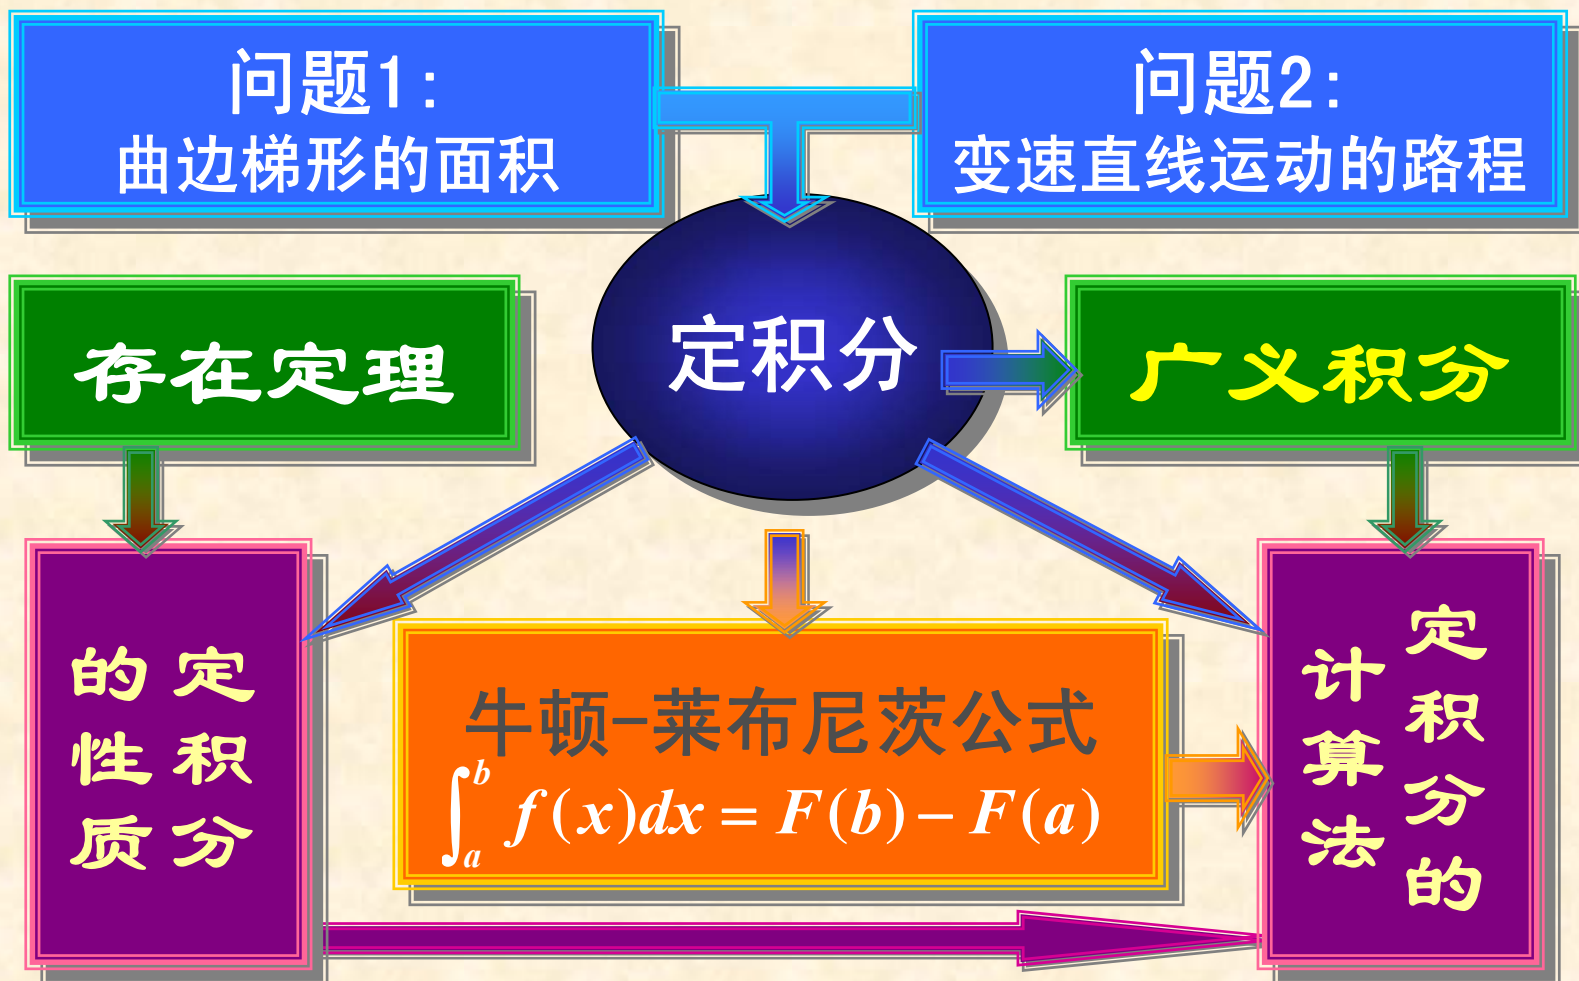 问题1:
曲边梯形的面积
问题2:
变速直线运动的路程
定积分
存在定理
广义积分
定积分
的性质
牛顿-莱布尼茨公式
∫_a^b f(x)dx = F(b) − F(a)
定积分的
计算法